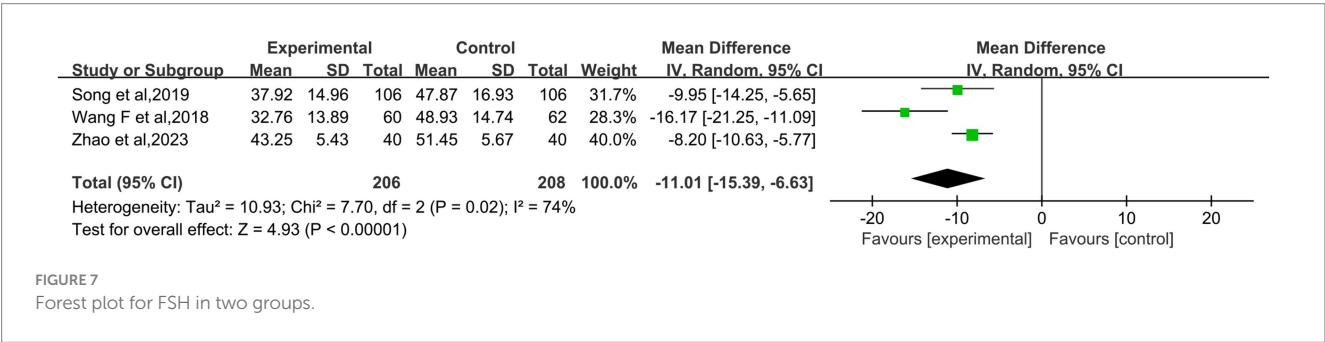 Experimental Control Mean Difference Mean Difference
Study or Subgroup Mean SD Total Mean SD Total Weight IV, Random, 95% CI IV, Random, 95% CI
Song et al,2019 37.92 14.96 106 47.87 16.93 106 31.7% -9.95 [-14.25, -5.65]
Wang F et al,2018 32.76 13.89 60 48.93 14.74 62 28.3% -16.17 [-21.25, -11.09]
Zhao et al,2023 43.25 5.43 40 51.45 5.67 40 40.0% -8.20 [-10.63, -5.77]
Total (95% CI) 206 208 100.0% -11.01 [-15.39, -6.63]
Heterogeneity: Tau² = 10.93; Chi² = 7.70, df = 2 (P = 0.02); I² = 74%
Test for overall effect: Z = 4.93 (P < 0.00001)
-20 -10 0 10 20
Favours [experimental] Favours [control]
FIGURE 7
Forest plot for FSH in two groups.